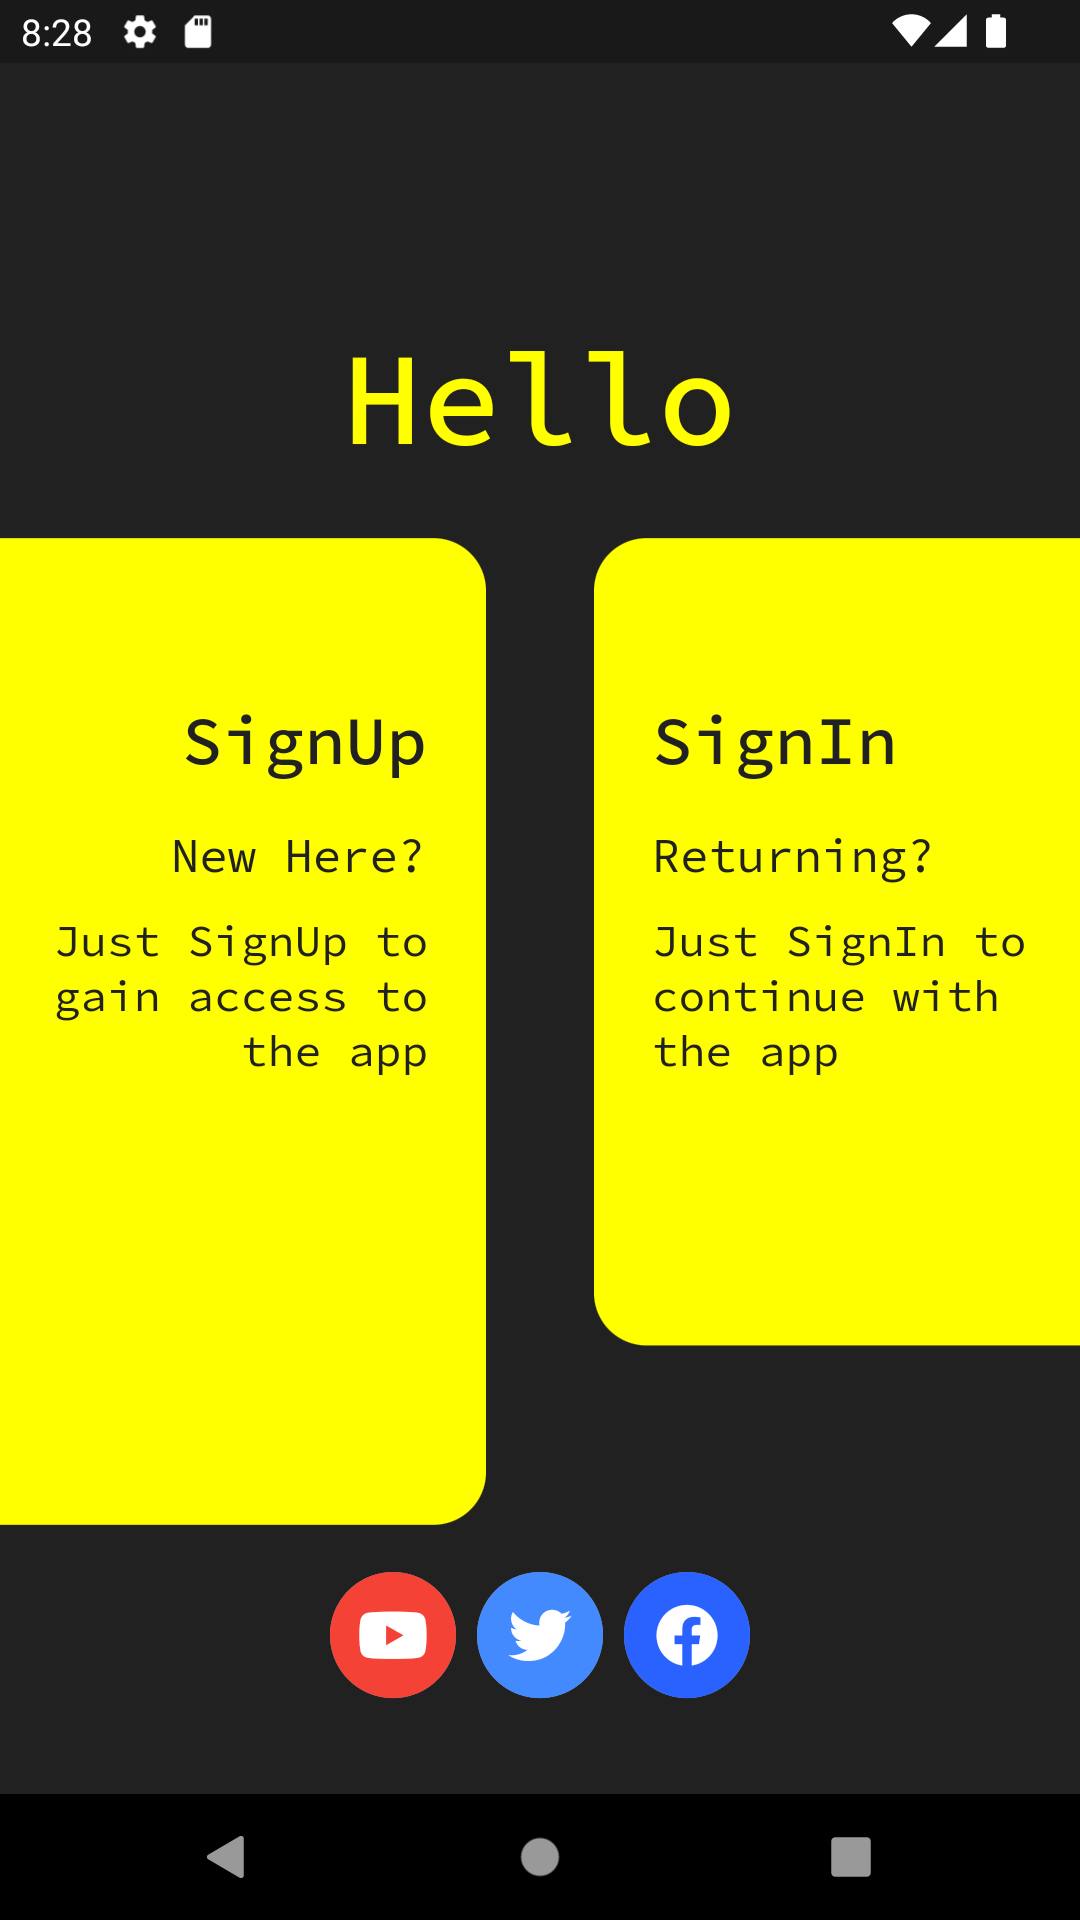 8:28
Hello
SignUp
New Here?
Just SignUp to
gain access to
the app
SignIn
Returning?
Just SignIn to
continue with
the app